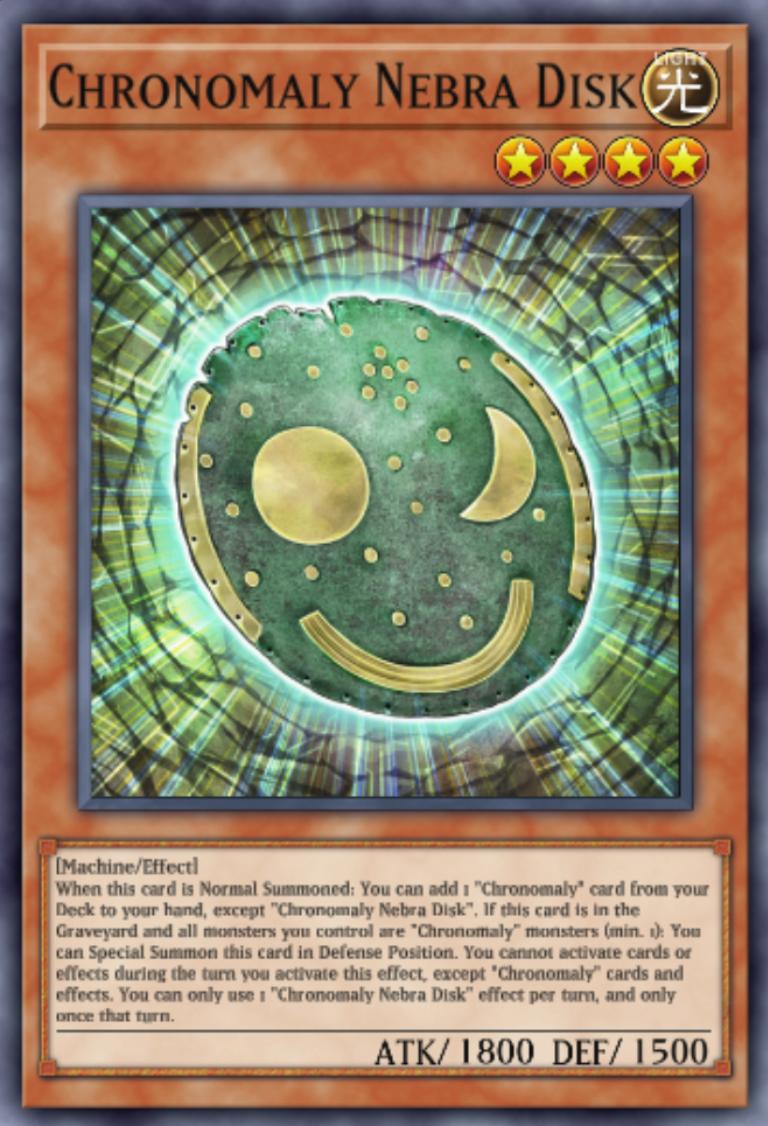 CHRONOMALY NEBRA DISK
LIGHT
光
[Machine/Effect]
When this card is Normal Summoned: You can add 1 "Chronomaly" card from your
Deck to your hand, except "Chronomaly Nebra Disk". If this card is in the
Graveyard and all monsters you control are "Chronomaly" monsters (min. 1): You
can Special Summon this card in Defense Position. You cannot activate cards or
effects during the turn you activate this effect, except "Chronomaly" cards and
effects. You can only use 1 "Chronomaly Nebra Disk" effect per turn, and only
once that turn.
ATK/ 1800 DEF/ 1500